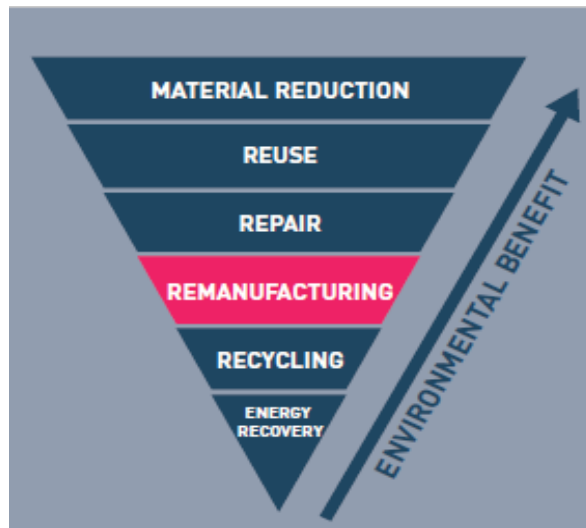 MATERIAL REDUCTION
REUSE
REPAIR
REMANUFACTURING
RECYCLING
ENERGY
RECOVERY
ENVIRONMENTAL BENEFIT